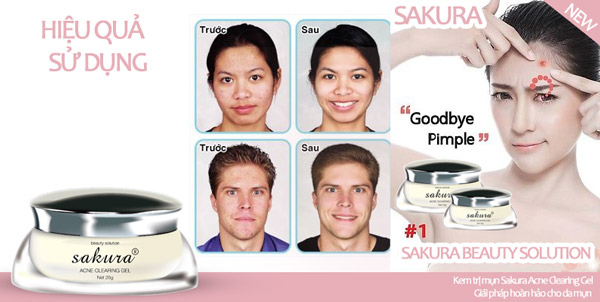 HIỆU QUẢ
SỬ DỤNG
beauty solution
sakura®
ACNE CLEARING GEL
Net 20g
Trước
Sau
Trước
Sau
SAKURA
NEW
“Goodbye
Pimple”
sakura
sakura
#1
SAKURA BEAUTY SOLUTION
Kem trị mụn Sakura Acne Clearing Gel
Giải pháp hoàn hảo cho da mụn